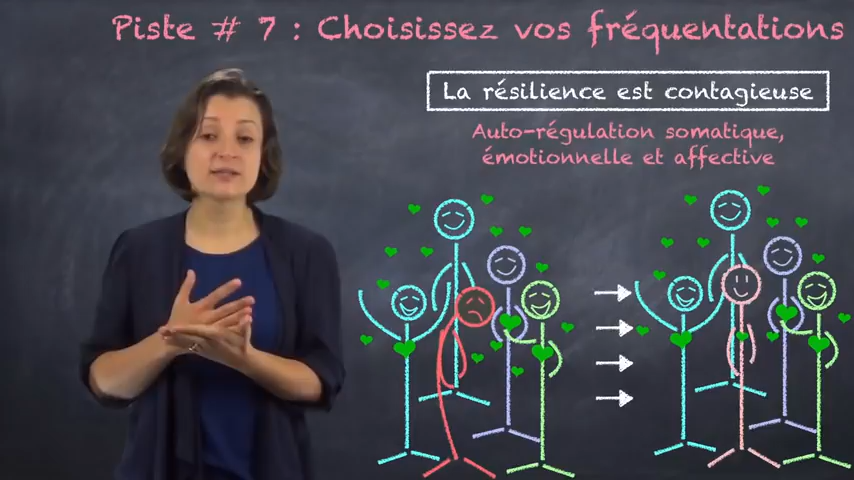 Piste # 7 : Choisissez vos fréquentations
La résilience est contagieuse
Auto-régulation somatique,
émotionnelle et affective